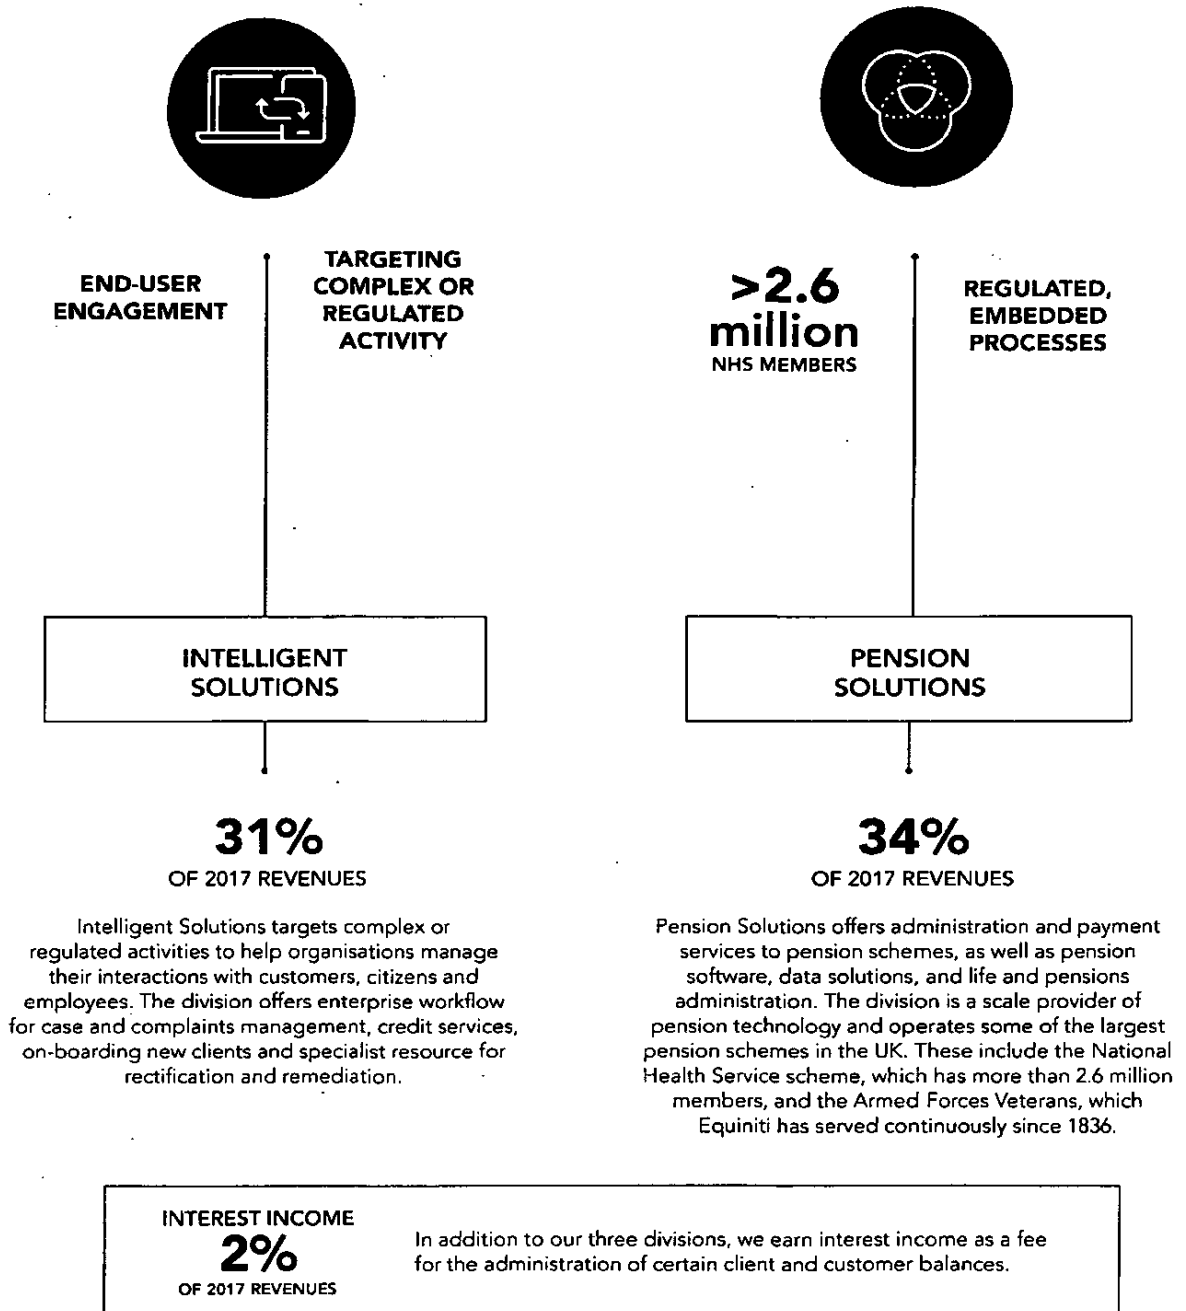 END-USER
ENGAGEMENT
TARGETING
COMPLEX OR
REGULATED
ACTIVITY
>2.6
million
NHS MEMBERS
REGULATED,
EMBEDDED
PROCESSES
INTELLIGENT
SOLUTIONS
PENSION
SOLUTIONS
31%
OF 2017 REVENUES
Intelligent Solutions targets complex or
regulated activities to help organisations manage
their interactions with customers, citizens and
employees. The division offers enterprise workflow
for case and complaints management, credit services,
on-boarding new clients and specialist resource for
rectification and remediation.
34%
OF 2017 REVENUES
Pension Solutions offers administration and payment
services to pension schemes, as well as pension
software, data solutions, and life and pensions
administration. The division is a scale provider of
pension technology and operates some of the largest
pension schemes in the UK. These include the National
Health Service scheme, which has more than 2.6 million
members, and the Armed Forces Veterans, which
Equiniti has served continuously since 1836.
INTEREST INCOME
2%
OF 2017 REVENUES
In addition to our three divisions, we earn interest income as a fee
for the administration of certain client and customer balances.